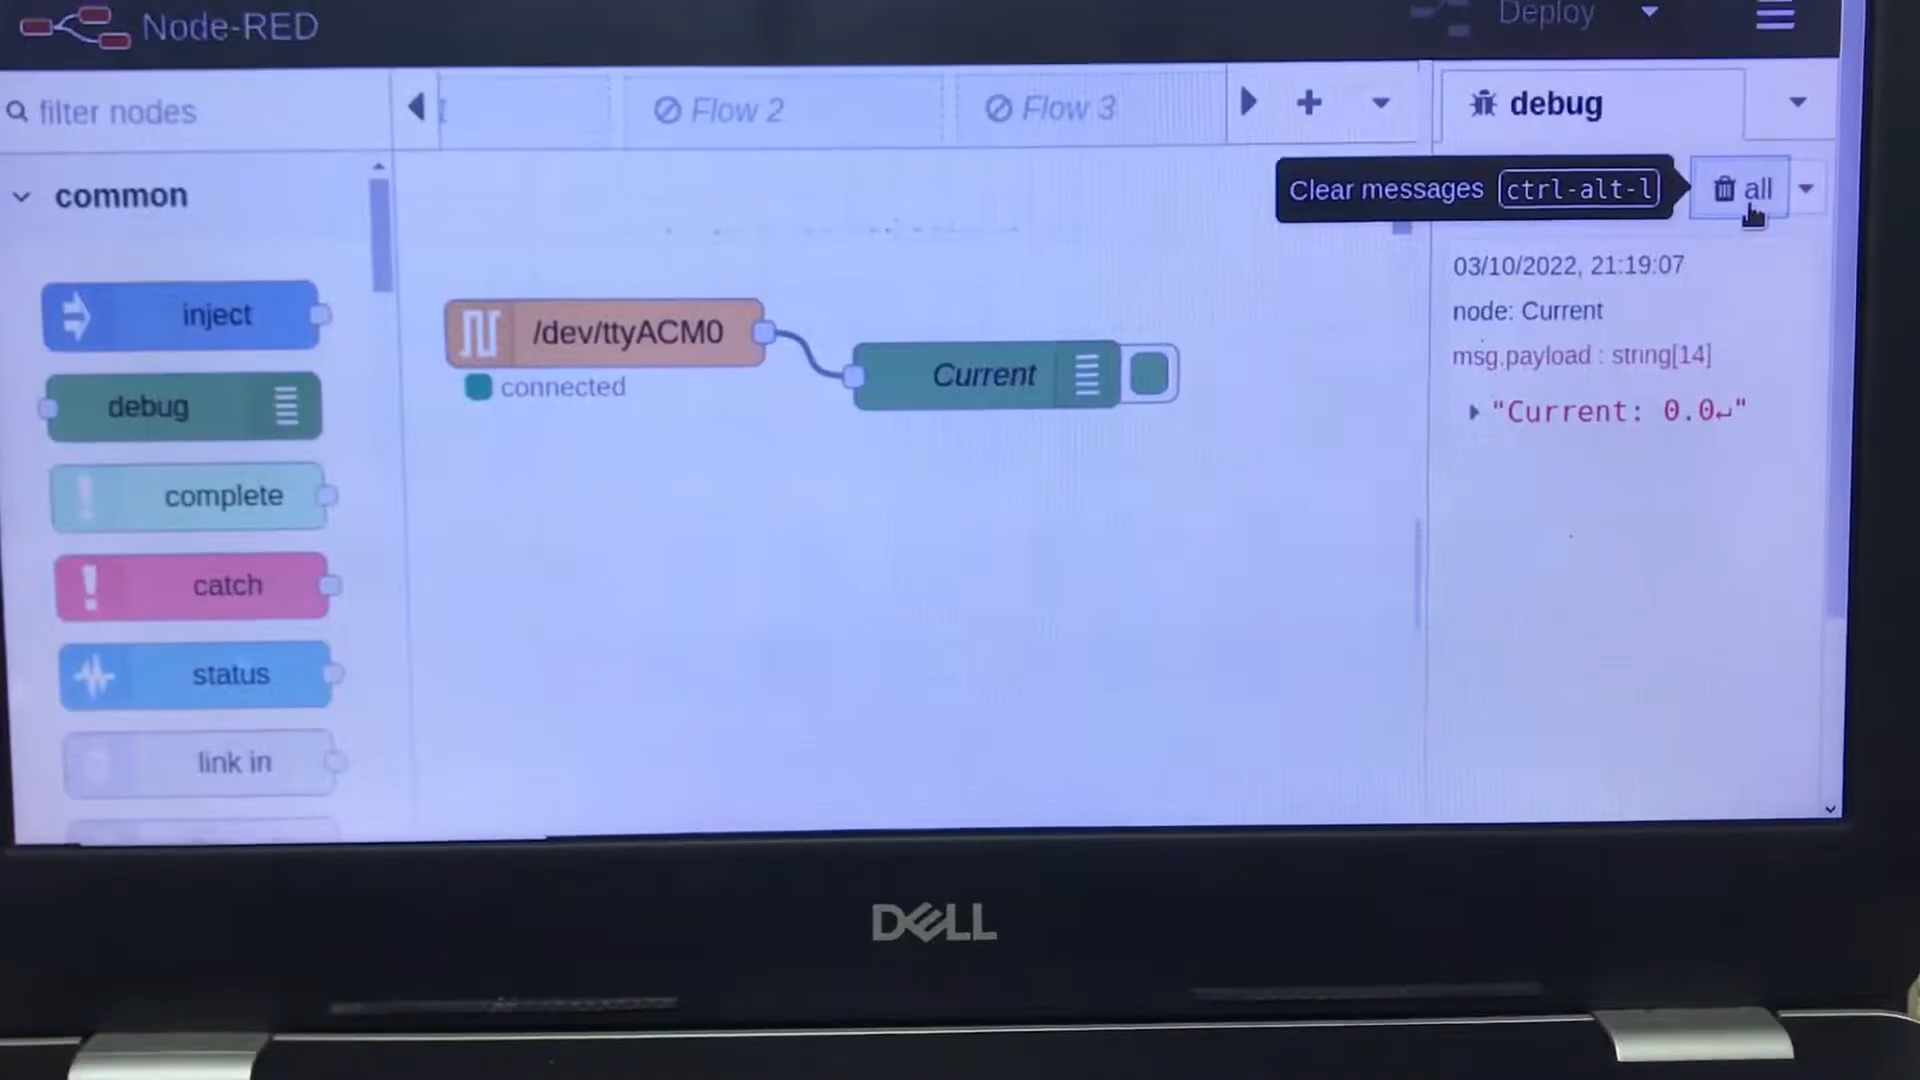 Node-RED
Deploy
filter nodes
Flow 2
Flow 3
debug
common
Clear messages ctrl-alt-l
all
03/10/2022, 21:19:07
node: Current
msg.payload : string[14]
"Current: 0.0↵"
inject
/dev/ttyACM0
connected
Current
debug
complete
catch
status
link in
DELL